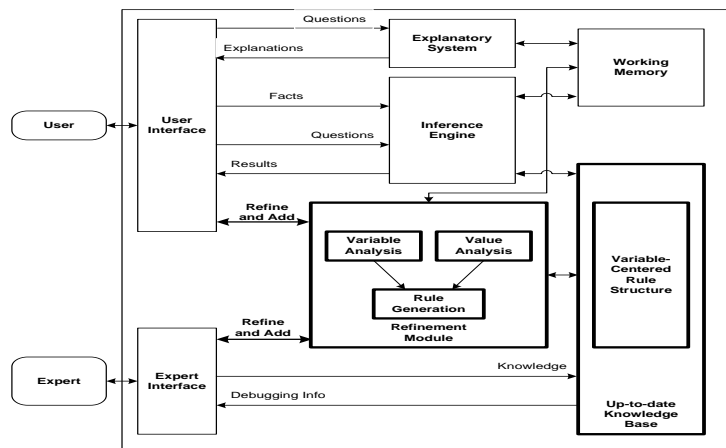 Questions
Explanatory
System
Explanations
Working
Memory
User
User
Interface
Facts
Inference
Engine
Questions
Results
Refine
and Add
Variable
Analysis
Value
Analysis
Rule
Generation
Refinement
Module
Variable-
Centered
Rule
Structure
Refine
and Add
Expert
Expert
Interface
Knowledge
Debugging Info
Up-to-date
Knowledge
Base